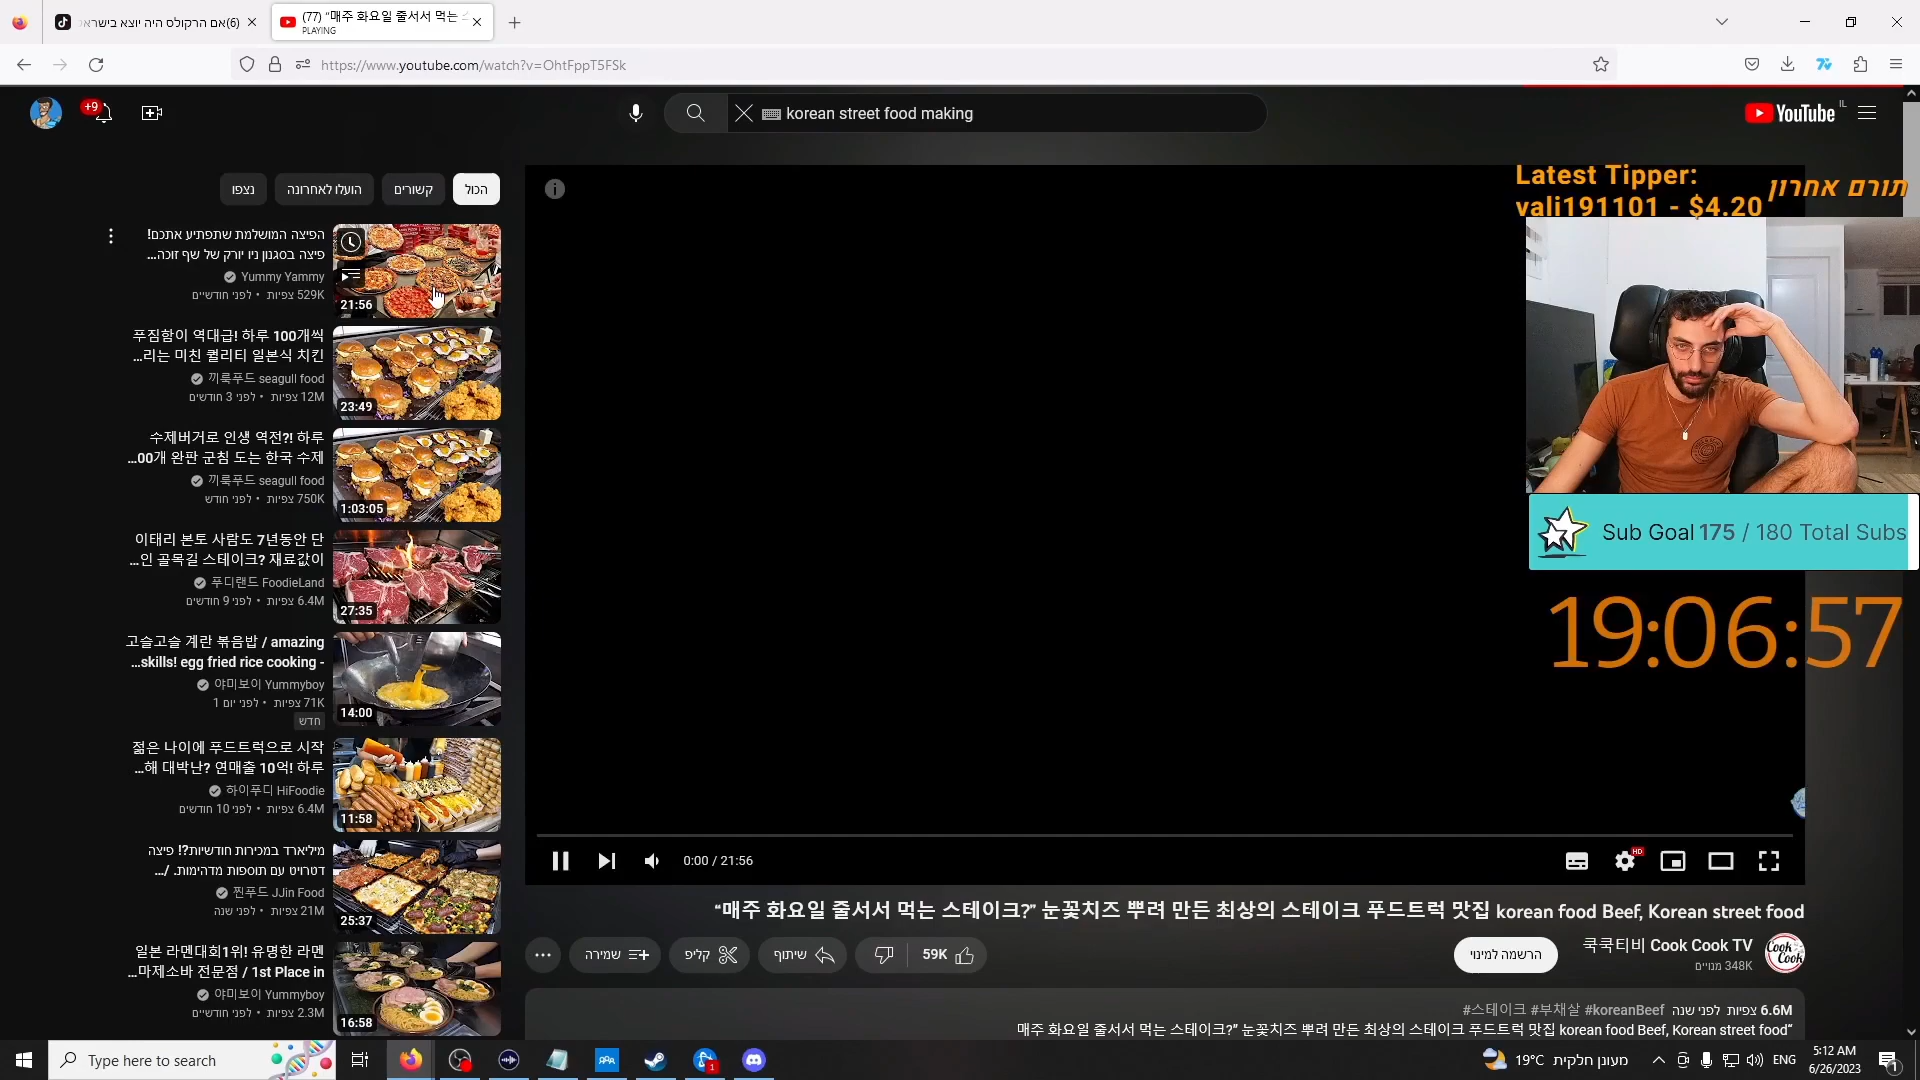 (6)אם הרקולס היה יוצא בישרא
(77) “매주 화요일 줄서서 먹는
PLAYING
https://www.youtube.com/watch?v=OhtFppT5FSk
+9
korean street food making
YouTube IL
הכול
קשורים
הועלו לאחרונה
נצפו
הפיצה המושלמת שתפתיע אתכם!
פיצה בסגנון ניו יורק של שף זוכה...
Yummy Yammy
529K צפיות • לפני חודשיים
21:56
푸짐함이 역대급! 하루 100개씩
...리는 미친 퀄리티 일본식 치킨
끼룩푸드 seagull food
12M צפיות • לפני 3 חודשים
23:49
수제버거로 인생 역전?! 하루
...00개 완판 군침 도는 한국 수제
끼룩푸드 seagull food
750K צפיות • לפני חודש
1:03:05
이태리 본토 사람도 7년동안 단
...인 골목길 스테이크? 재료값이
푸디랜드 FoodieLand
6.4M צפיות • לפני 9 חודשים
27:35
고슬고슬 계란 볶음밥 / amazing
...skills! egg fried rice cooking -
야미보이 Yummyboy
71K צפיות • לפני יום 1
חדש
14:00
젊은 나이에 푸드트럭으로 시작
...해 대박난? 연매출 10억! 하루
하이푸디 HiFoodie
6.4M צפיות • לפני 10 חודשים
11:58
מיליארד במכירות חודשיות?! פיצה
דטרויט עם תוספות מדהימות. /...
찐푸드 JJin Food
21M צפיות • לפני שנה
25:37
일본 라멘대회1위! 유명한 라멘
...마제소바 전문점 / 1st Place in
야미보이 Yummyboy
2.3M צפיות • לפני חודשיים
16:58
Latest Tipper:
vali191101 - $4.20
תורם אחרון
Sub Goal 175 / 180 Total Subs
19:06:57
0:00 / 21:56
HD
“매주 화요일 줄서서 먹는 스테이크?” 눈꽃치즈 뿌려 만든 최상의 스테이크 푸드트럭 맛집 korean food Beef, Korean street food
쿡쿡티비 Cook Cook TV
348K מנויים
Cook Cook
הרשמה למינוי
59K
שיתוף
קליפ
שמירה
6.6M צפיות לפני שנה #스테이크 #부채살 #koreanBeef
매주 화요일 줄서서 먹는 스테이크?” 눈꽃치즈 뿌려 만든 최상의 스테이크 푸드트럭 맛집 korean food Beef, Korean street food“
Type here to search
1
19°C מעונן חלקית
ENG
5:12 AM
6/26/2023
1